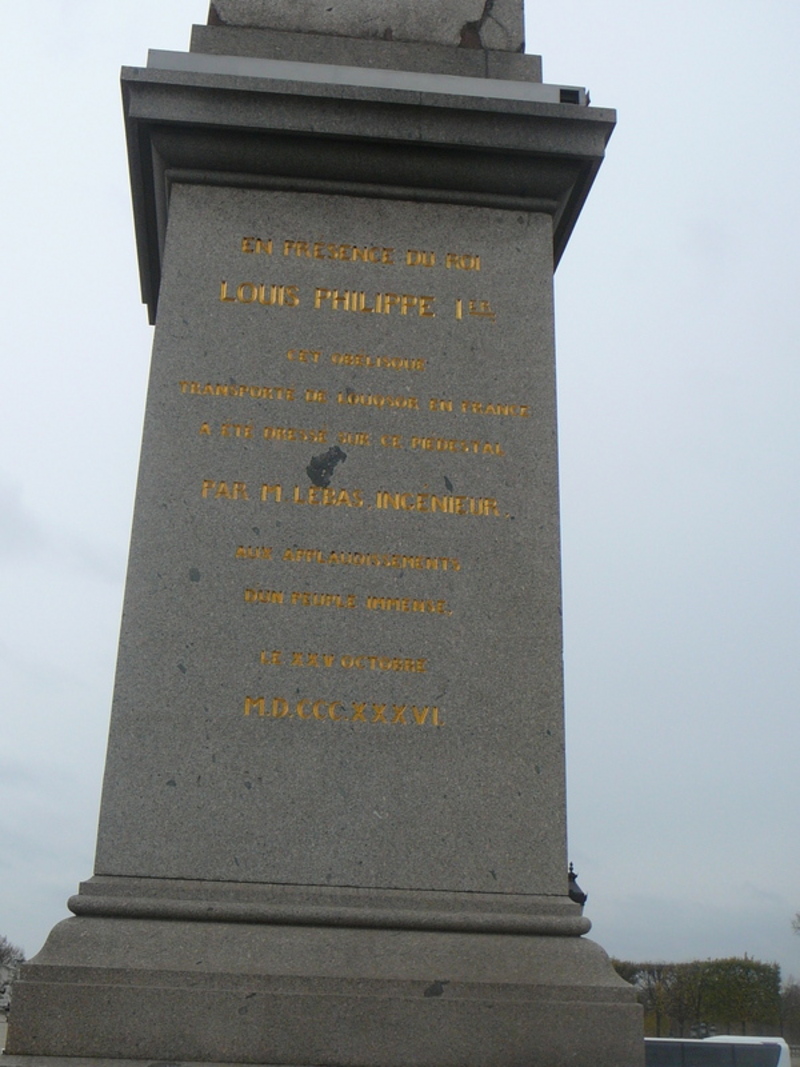 EN PRÉSENCE DU ROI
LOUIS PHILIPPE 1ER
CET OBÉLISQUE
TRANSPORTÉ DE LOUQSOR EN FRANCE
A ÉTÉ DRESSÉ SUR CE PIÉDESTAL
PAR M. LEBAS, INGÉNIEUR,
AUX APPLAUDISSEMENTS
D'UN PEUPLE IMMENSE,
LE XXV OCTOBRE
M.D.CCC.XXXVI.